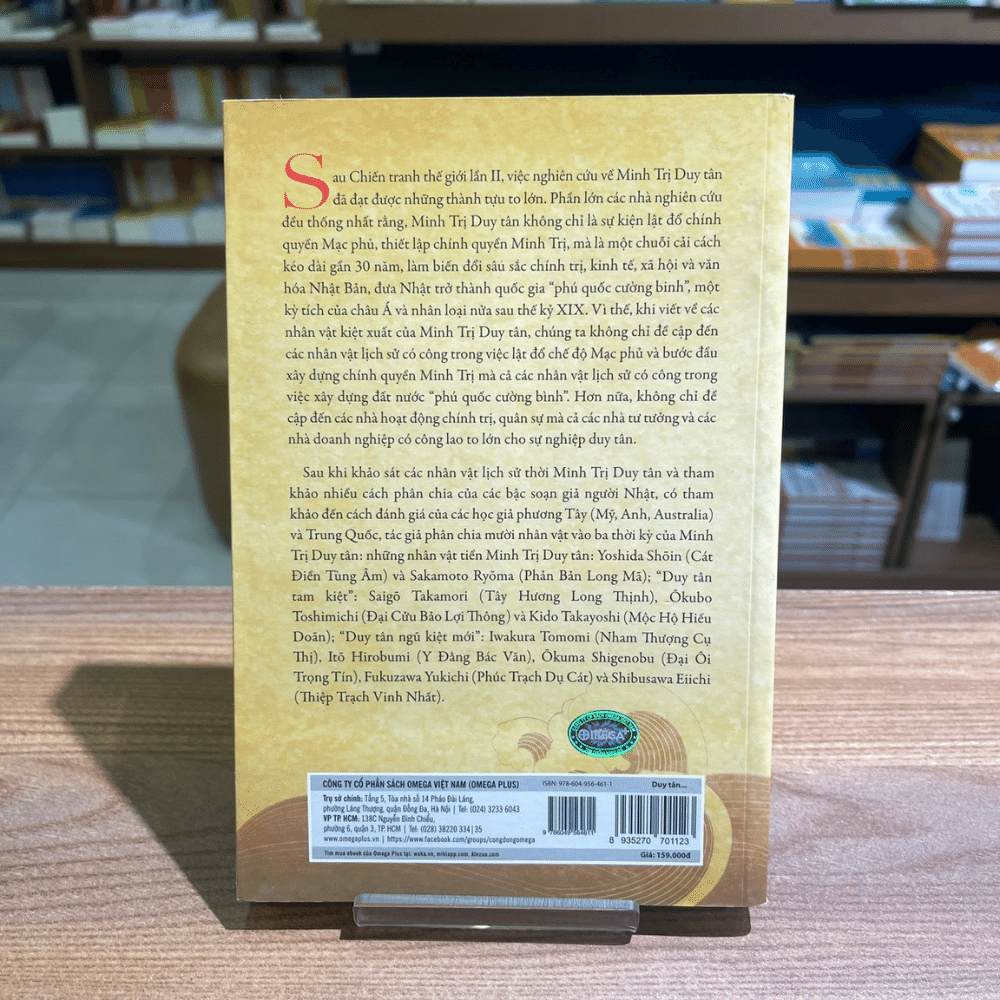 Sau Chiến tranh thế giới lần II, việc nghiên cứu về Minh Trị Duy tân
đã đạt được những thành tựu to lớn. Phần lớn các nhà nghiên cứu
đều thống nhất rằng, Minh Trị Duy tân không chỉ là sự kiện lật đổ chính
quyền Mạc phủ, thiết lập chính quyền Minh Trị, mà là một chuỗi cải cách
kéo dài gần 30 năm, làm biến đổi sâu sắc chính trị, kinh tế, xã hội và văn
hóa Nhật Bản, đưa Nhật trở thành quốc gia “phú quốc cường binh”, một
kỳ tích của châu Á và nhân loại nửa sau thế kỷ XIX. Vì thế, khi viết về các
nhân vật kiệt xuất của Minh Trị Duy tân, chúng ta không chỉ đề cập đến
các nhân vật lịch sử có công trong việc lật đổ chế độ Mạc phủ và bước đầu
xây dựng chính quyền Minh Trị mà cả các nhân vật lịch sử có công trong
việc xây dựng đất nước “phú quốc cường bình”. Hơn nữa, không chỉ đề
cập đến các nhà hoạt động chính trị, quân sự mà cả các nhà tư tưởng và các
nhà doanh nghiệp có công lao to lớn cho sự nghiệp duy tân.
Sau khi khảo sát các nhân vật lịch sử thời Minh Trị Duy tân và tham
khảo nhiều cách phân chia của các bậc soạn giả người Nhật, có tham
khảo đến cách đánh giá của các học giả phương Tây (Mỹ, Anh, Australia)
và Trung Quốc, tác giả phân chia mười nhân vật vào ba thời kỳ của Minh
Trị Duy tân: những nhân vật tiền Minh Trị Duy tân: Yoshida Shōin (Cát
Điền Tùng Âm) và Sakamoto Ryōma (Phản Bản Long Mã); “Duy tân
tam kiệt”: Saigō Takamori (Tây Hương Long Thịnh), Ōkubo
Toshimichi (Đại Cửu Bảo Lợi Thông) và Kido Takayoshi (Mộc Hộ Hiếu
Doãn); “Duy tân ngũ kiệt mới”: Iwakura Tomomi (Nham Thượng Cụ
Thị), Itō Hirobumi (Y Đằng Bác Văn), Ōkuma Shigenobu (Đại Ôi
Trọng Tín), Fukuzawa Yukichi (Phúc Trạch Dụ Cát) và Shibusawa Eiichi
(Thiệp Trạch Vinh Nhất).
OMEGA+
CÔNG TY CỔ PHẦN SÁCH OMEGA VIỆT NAM (OMEGA PLUS)
Trụ sở chính: Tầng 5, Tòa nhà số 14 Pháo Đài Láng,
phường Láng Thượng, quận Đống Đa, Hà Nội | Tel: (024) 3233 6043
VP TP. HCM: 138C Nguyễn Đình Chiểu,
phường 6, quận 3, TP. HCM | Tel: (028) 38220 334 | 35
www.omegaplus.vn | https://www.facebook.com/groups/congdongomega
Tìm mua ebook của Omega Plus tại: waka.vn, mikiapp.com, Alezaa.com
ISBN: 978-604-956-461-1
9 786049 564611
Duy tân...
8 935270 701123
Giá: 159.000đ